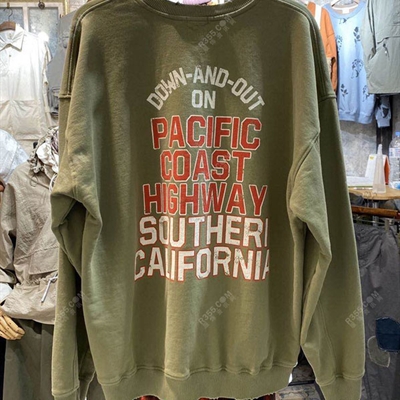 DOWN-AND-OUT
ON
PACIFIC
COAST
HIGHWAY
SOUTHERN
CALIFORNIA